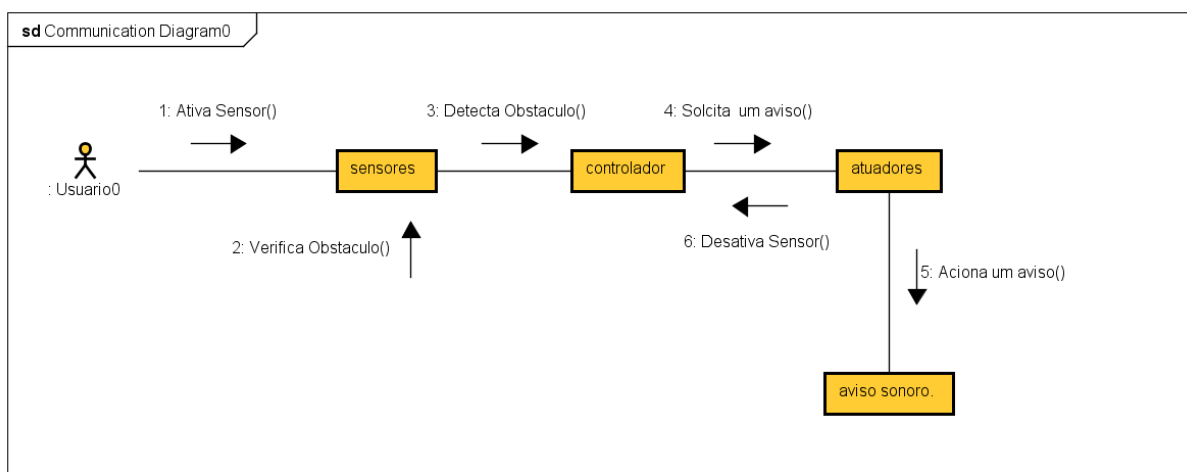 sd Communication Diagram0
1: Ativa Sensor()
3: Detecta Obstaculo()
4: Solcita um aviso()
: Usuario0
sensores
controlador
atuadores
2: Verifica Obstaculo()
6: Desativa Sensor()
5: Aciona um aviso()
aviso sonoro.